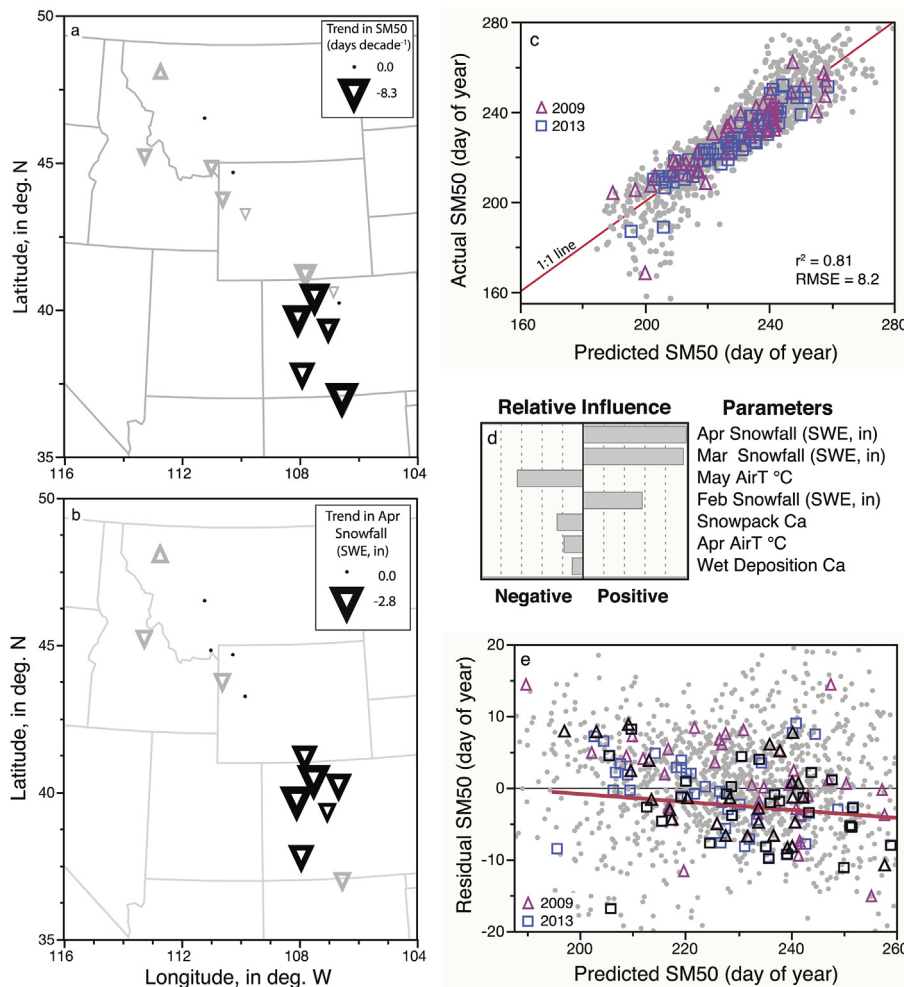 a
Trend in SM50
(days decade⁻¹)
0.0
-8.3
50
45
40
35
Latitude, in deg. N
116
112
108
104
b
Trend in Apr
Snowfall
(SWE, in)
0.0
-2.8
50
45
40
35
Latitude, in deg. N
116
112
108
104
Longitude, in deg. W
c
280
240
200
160
Actual SM50 (day of year)
2009
2013
1:1 line
r² = 0.81
RMSE = 8.2
160
200
240
280
Predicted SM50 (day of year)
Relative Influence
Parameters
d
Apr Snowfall (SWE, in)
Mar Snowfall (SWE, in)
May AirT °C
Feb Snowfall (SWE, in)
Snowpack Ca
Apr AirT °C
Wet Deposition Ca
Negative
Positive
e
20
10
0
-10
-20
Residual SM50 (day of year)
2009
2013
200
220
240
260
Predicted SM50 (day of year)